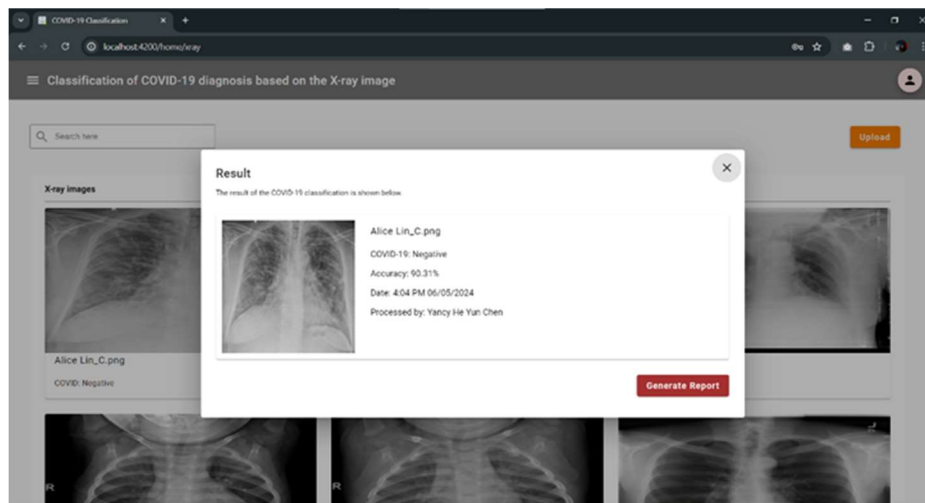 COVID-19 Classification
localhost:4200/home/xray
Classification of COVID-19 diagnosis based on the X-ray image
Search here
Upload
X-ray images
Result
The result of the COVID-19 classification is shown below.
Alice Lin_C.png
COVID-19: Negative
Accuracy: 90.31%
Date: 4:04 PM 06/05/2024
Processed by: Yancy He Yun Chen
Generate Report
Alice Lin_C.png
COVID: Negative
R
R
L